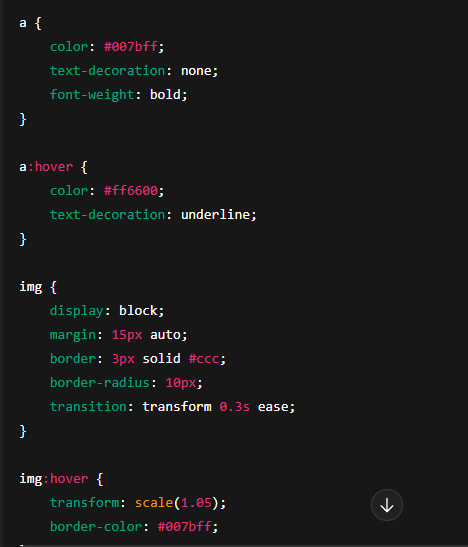 a {
    color: #007bff;
    text-decoration: none;
    font-weight: bold;
}

a:hover {
    color: #ff6600;
    text-decoration: underline;
}

img {
    display: block;
    margin: 15px auto;
    border: 3px solid #ccc;
    border-radius: 10px;
    transition: transform 0.3s ease;
}

img:hover {
    transform: scale(1.05);
    border-color: #007bff;